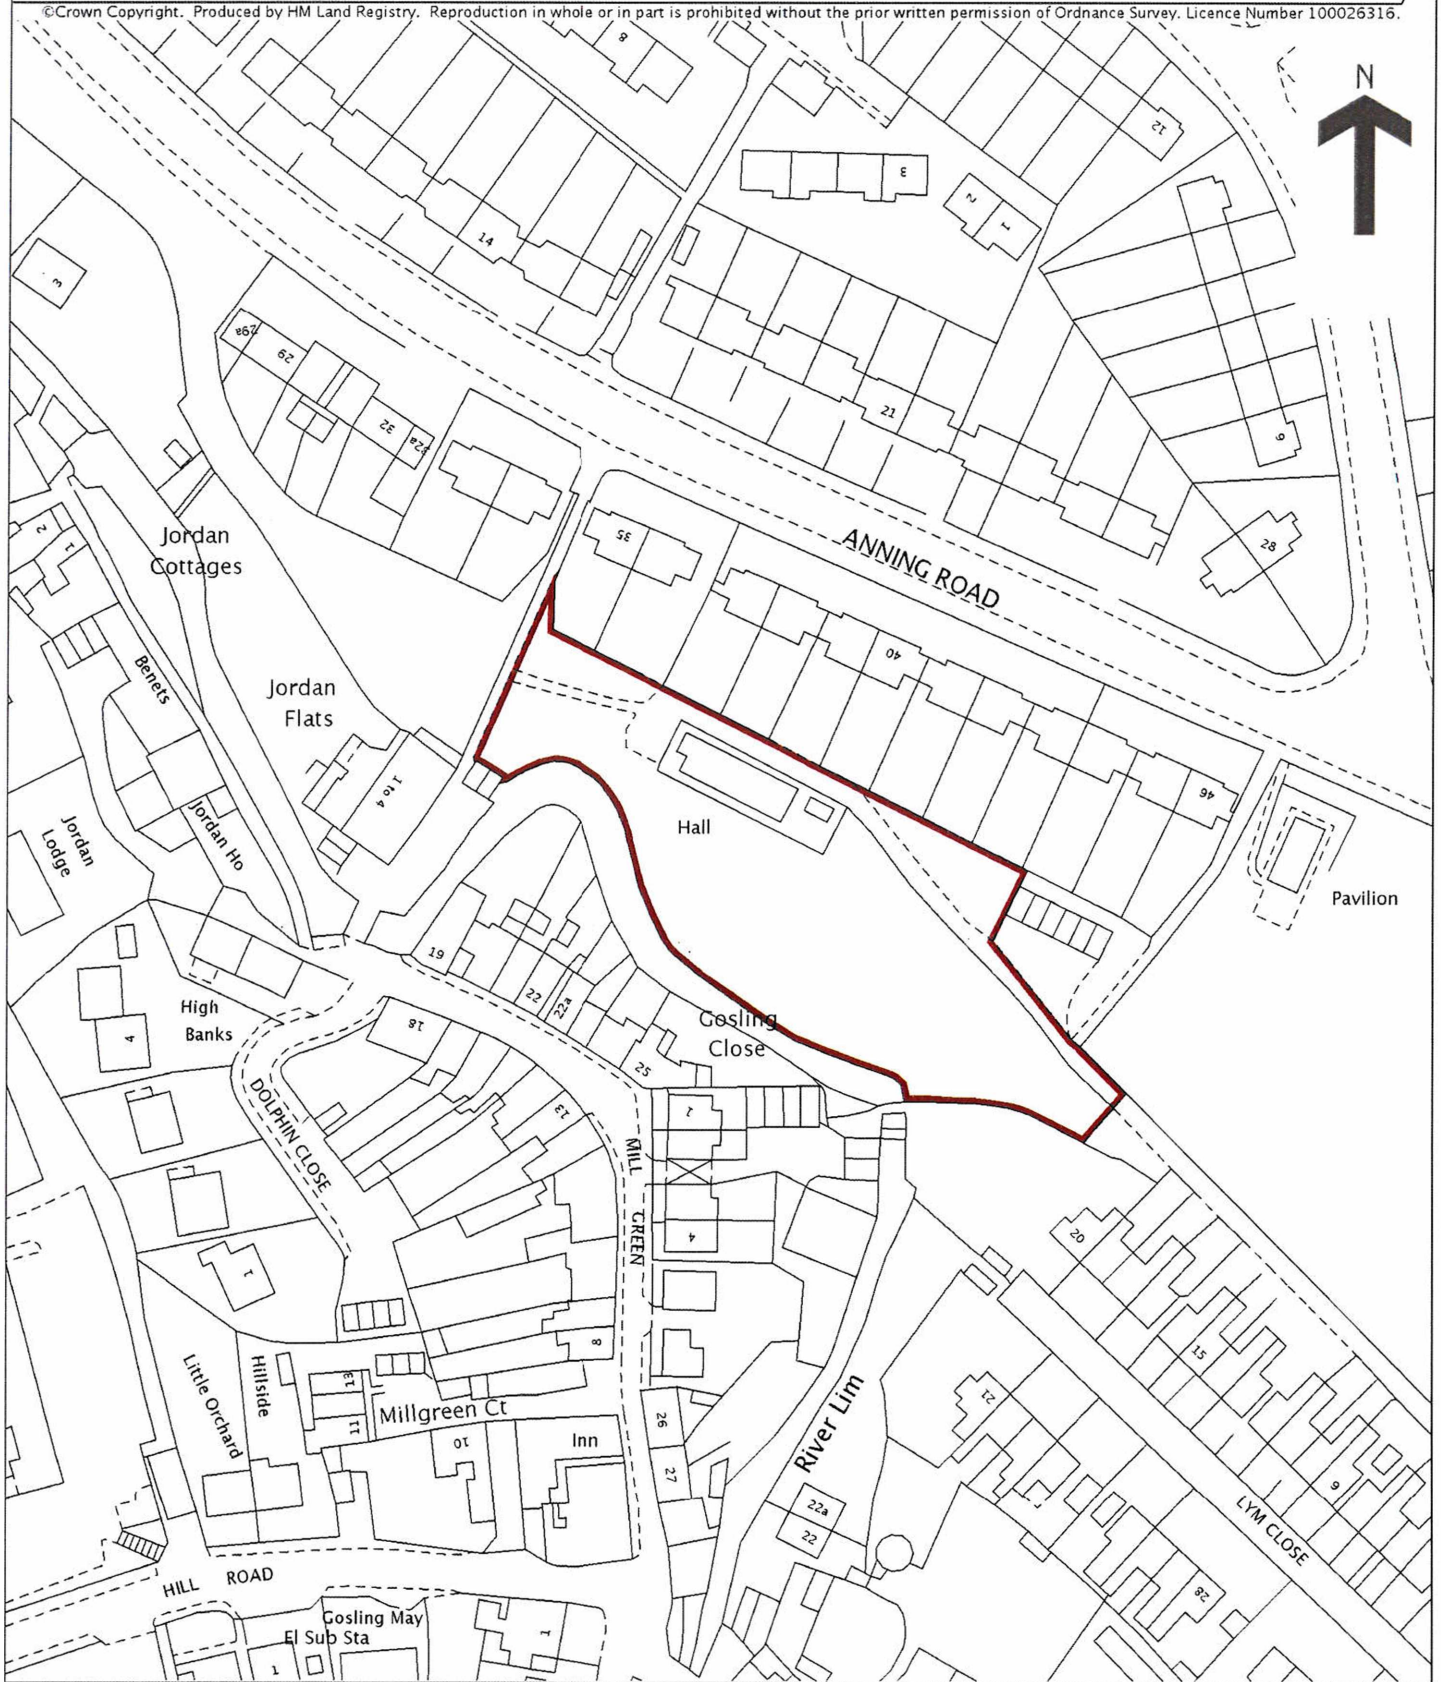 ©Crown Copyright. Produced by HM Land Registry. Reproduction in whole or in part is prohibited without the prior written permission of Ordnance Survey. Licence Number 100026316.
N
8
12
3
2
1
14
3
29a
29
32
32a
21
9
28
35
ANNING ROAD
Jordan
Cottages
2
1
40
Benets
Jordan
Flats
1 to 4
46
Jordan
Lodge
Jordan Ho
Hall
Pavilion
19
22
22a
High
Banks
4
18
Gosling
Close
25
DOLPHIN CLOSE
13
1
MILL GREEN
4
20
1
8
15
Little Orchard
Hillside
13
11
Millgreen Ct
10
Inn
26
27
River Lim
21
9
22a
22
LYM CLOSE
28
HILL ROAD
Gosling May
El Sub Sta
1
1